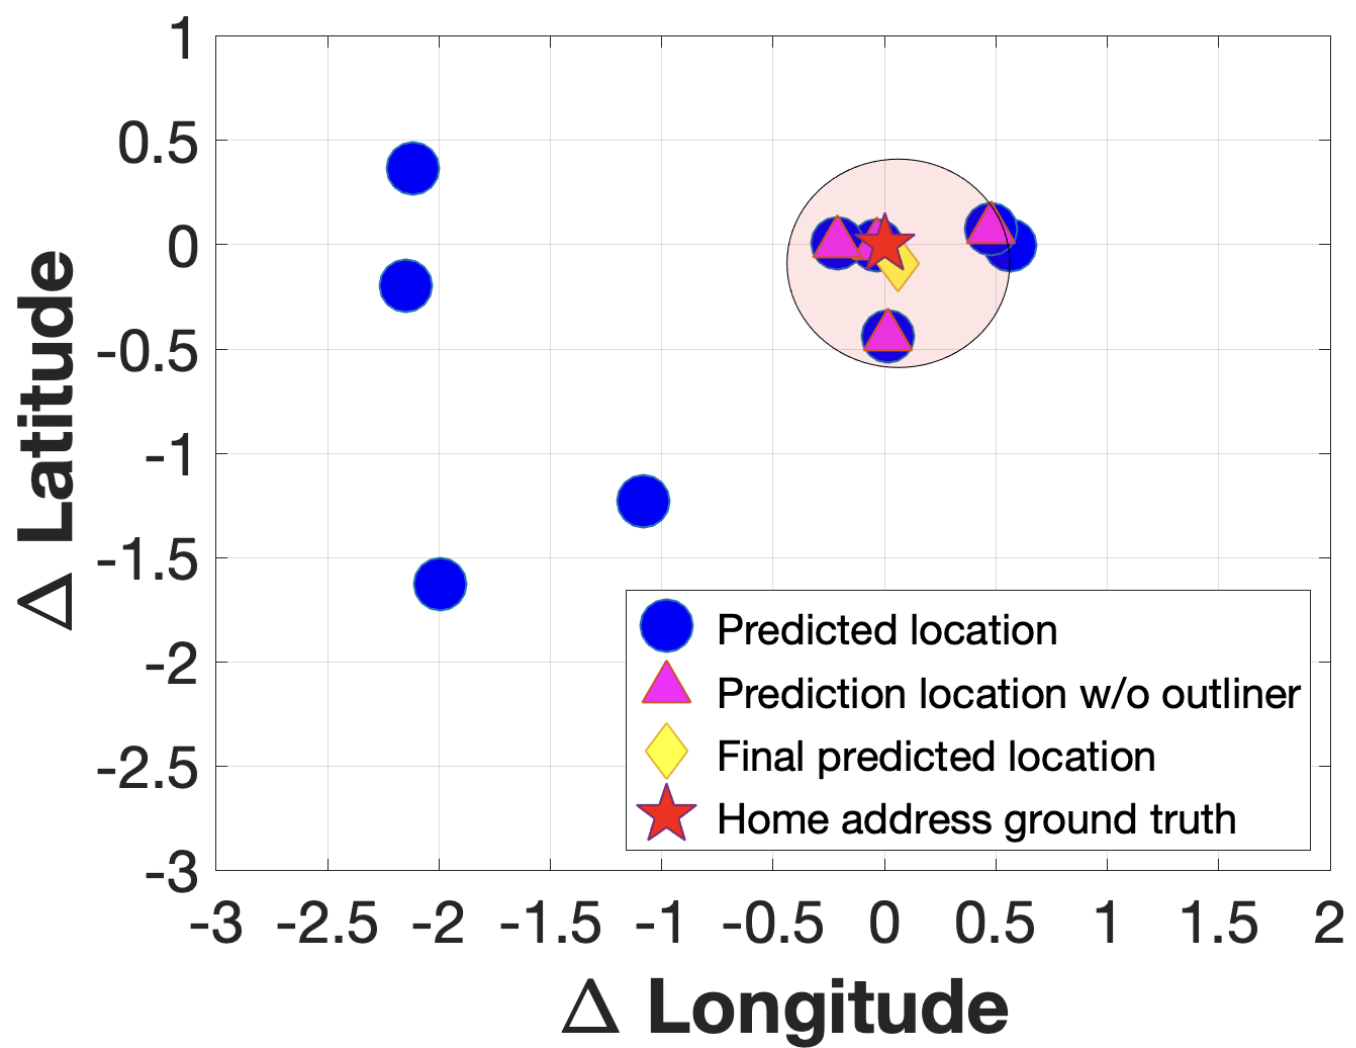 1
0.5
0
-0.5
-1
-1.5
-2
-2.5
-3
Δ Latitude
Predicted location
Prediction location w/o outliner
Final predicted location
Home address ground truth
-3 -2.5 -2 -1.5 -1 -0.5 0 0.5 1 1.5 2
Δ Longitude